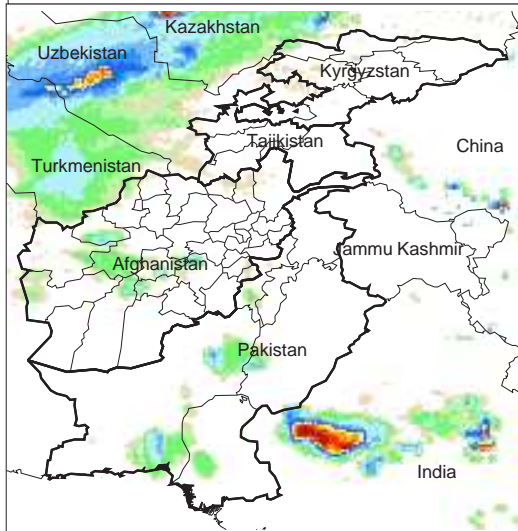 Kazakhstan
Uzbekistan
Kyrgyzstan
Tajikistan
China
Turkmenistan
Jammu Kashmir
Afghanistan
Pakistan
India